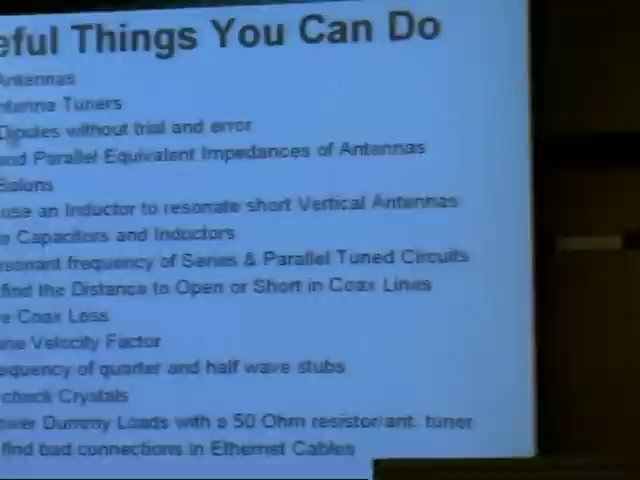 eful Things You Can Do
Antennas
ntenna Tuners
Dipoles without trial and error
and Parallel Equivalent Impedances of Antennas
Baluns
use an Inductor to resonate short Vertical Antennas
e Capacitors and Inductors
esonant frequency of Series & Parallel Tuned Circuits
find the Distance to Open or Short in Coax Lines
e Coax Loss
ine Velocity Factor
equency of quarter and half wave stubs
check Crystals
ower Dummy Loads with a 50 Ohm resistor/ant. tuner
find bad connections in Ethernet Cables